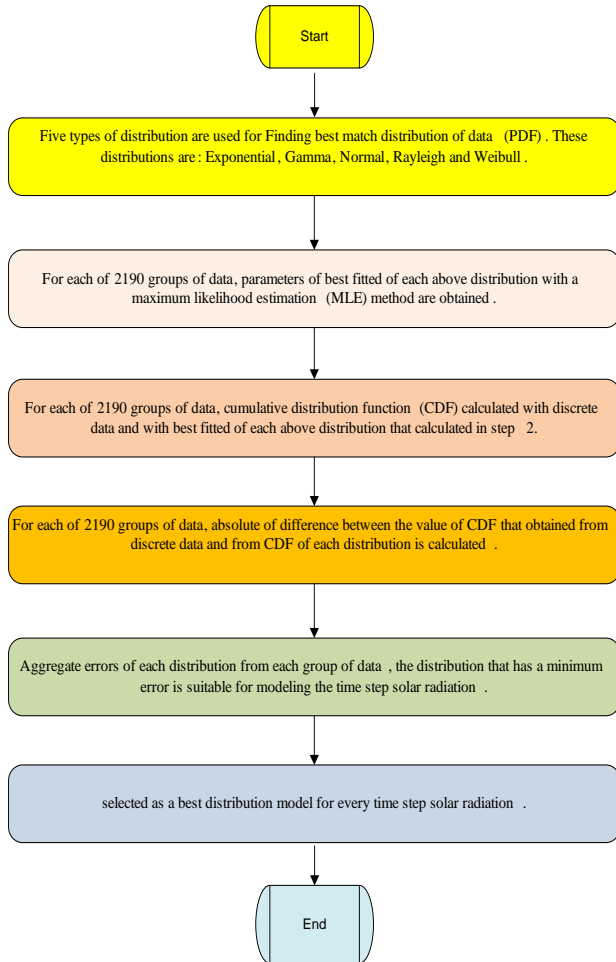 Start
Five types of distribution are used for Finding best match distribution of data (PDF) . These
distributions are : Exponential , Gamma, Normal, Rayleigh and Weibull .
For each of 2190 groups of data, parameters of best fitted of each above distribution with a
maximum likelihood estimation (MLE) method are obtained .
For each of 2190 groups of data, cumulative distribution function (CDF) calculated with discrete
data and with best fitted of each above distribution that calculated in step 2.
For each of 2190 groups of data, absolute of difference between the value of CDF that obtained from
discrete data and from CDF of each distribution is calculated .
Aggregate errors of each distribution from each group of data , the distribution that has a minimum
error is suitable for modeling the time step solar radiation .
selected as a best distribution model for every time step solar radiation .
End